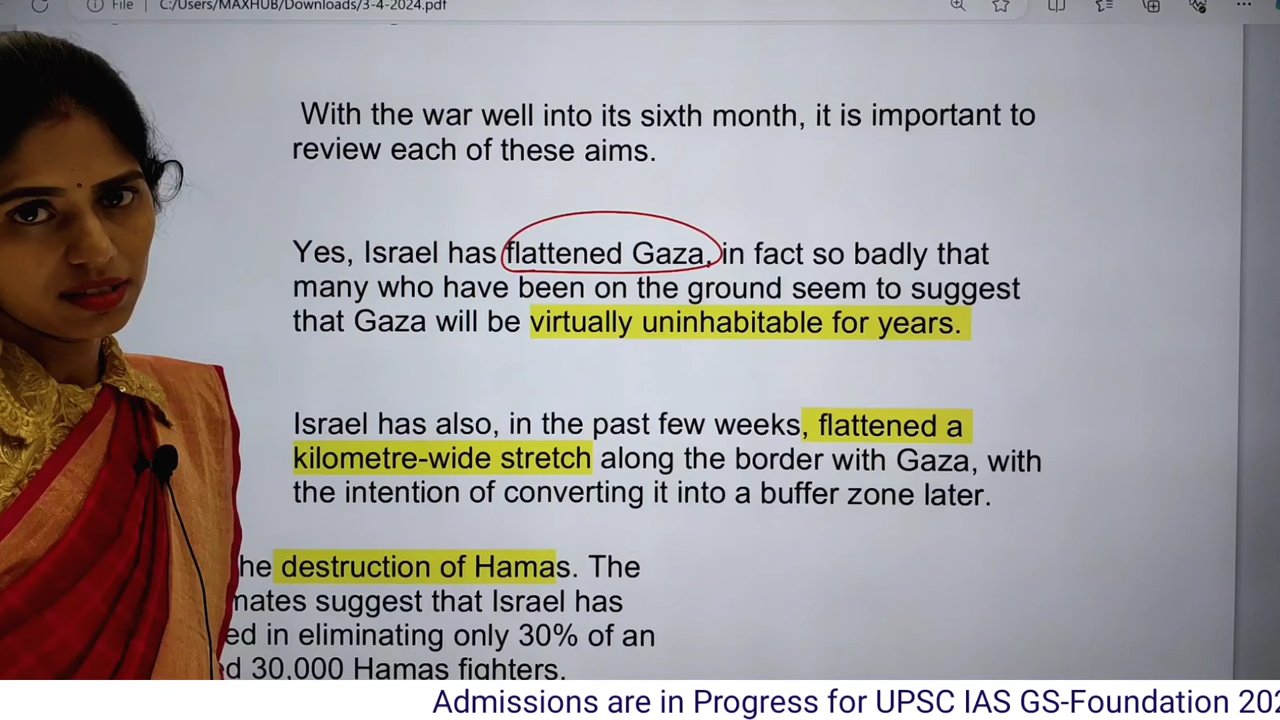 File C:/Users/MAXHUB/Downloads/3-4-2024.pdf
With the war well into its sixth month, it is important to
review each of these aims.
Yes, Israel has flattened Gaza, in fact so badly that
many who have been on the ground seem to suggest
that Gaza will be virtually uninhabitable for years.
Israel has also, in the past few weeks, flattened a
kilometre-wide stretch along the border with Gaza, with
the intention of converting it into a buffer zone later.
he destruction of Hamas. The
mates suggest that Israel has
ed in eliminating only 30% of an
d 30,000 Hamas fighters.
Admissions are in Progress for UPSC IAS GS-Foundation 202